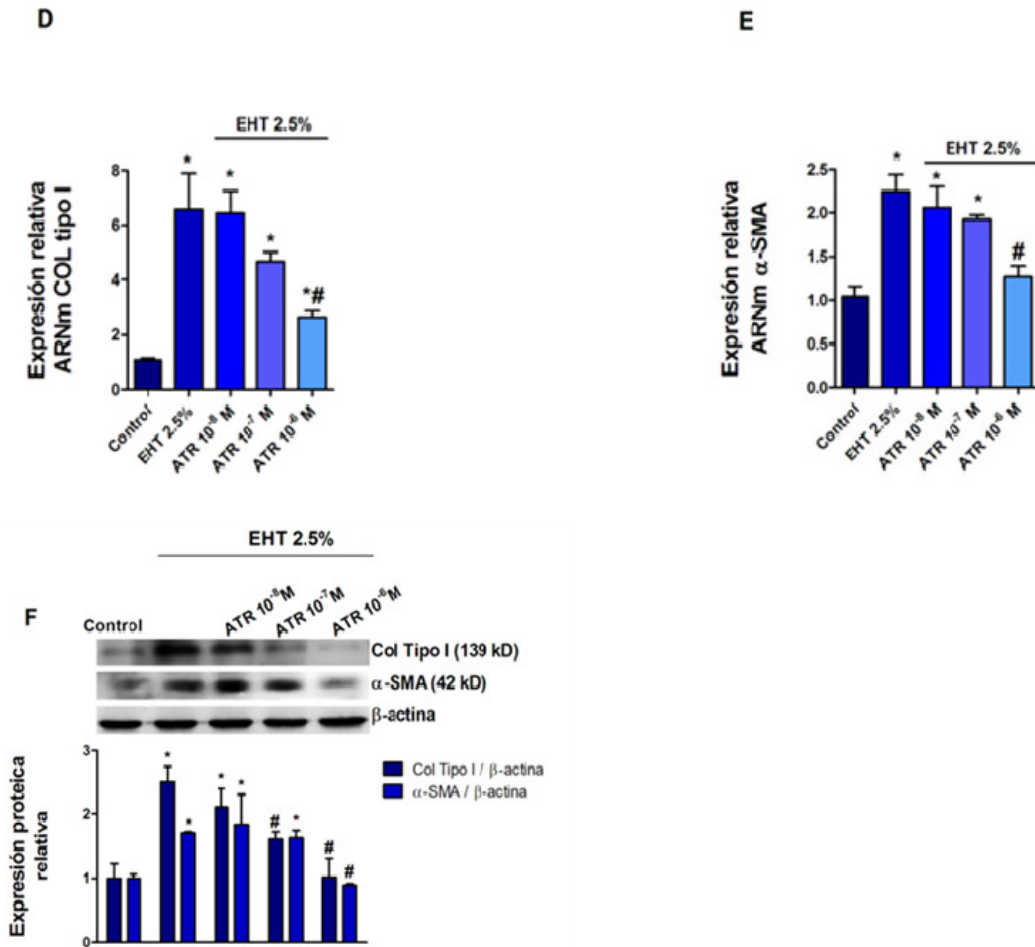 D
EHT 2.5%
Expresión relativa
ARNm COL tipo I
8
6
4
2
0
*
*
*
*#
Control
EHT 2.5%
ATR 10⁻⁸ M
ATR 10⁻⁷ M
ATR 10⁻⁶ M
E
EHT 2.5%
Expresión relativa
ARNm α-SMA
2.5
2.0
1.5
1.0
0.5
0.0
*
*
*
#
Control
EHT 2.5%
ATR 10⁻⁸ M
ATR 10⁻⁷ M
ATR 10⁻⁶ M
EHT 2.5%
F
Control
ATR 10⁻⁸M
ATR 10⁻⁷M
ATR 10⁻⁶M
Col Tipo I (139 kD)
α-SMA (42 kD)
β-actina
Expresión proteica
relativa
3
2
1
0
*
*
*
*
#
*
#
#
Col Tipo I / β-actina
α-SMA / β-actina